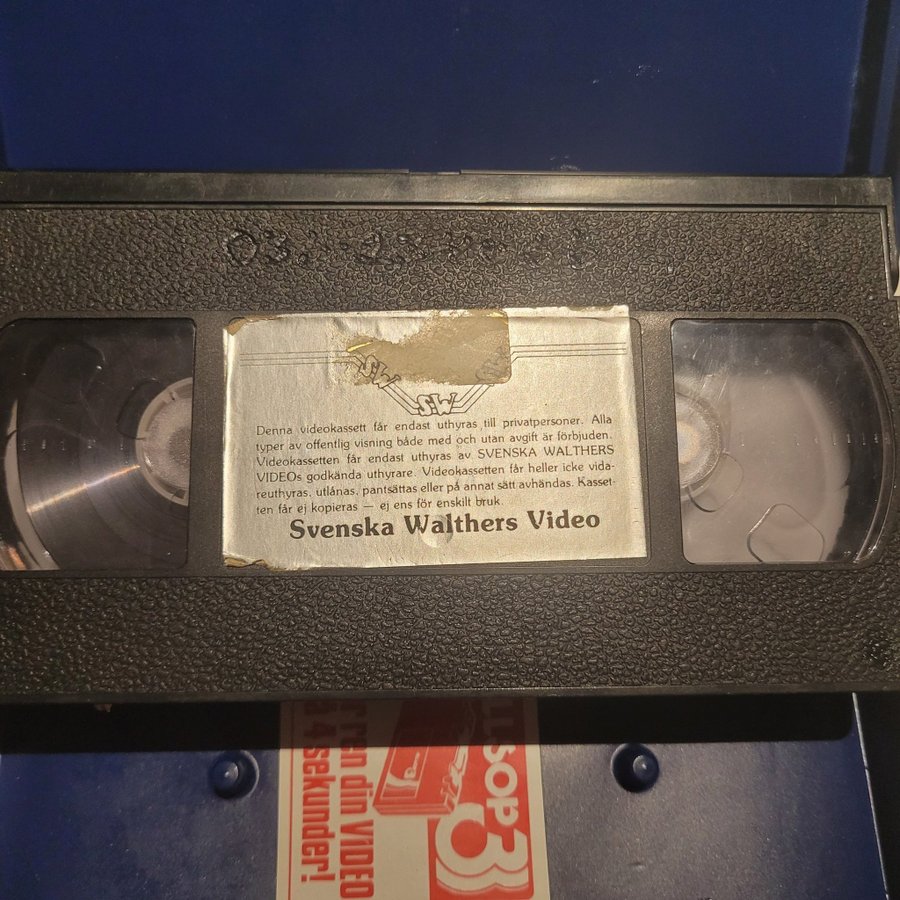 SW
SW
Denna videokassett får endast uthyras till privatpersoner. Alla
typer av offentlig visning både med och utan avgift är förbjuden.
Videokassetten får endast uthyras av SVENSKA WALTHERS
VIDEOs godkända uthyrare. Videokassetten får heller icke vida-
reuthyras, utlånas, pantsättas eller på annat sätt avhändas. Kasset-
ten får ej kopieras — ej ens för enskilt bruk.
Svenska Walthers Video
ren din VIDEO
4 sekunder!